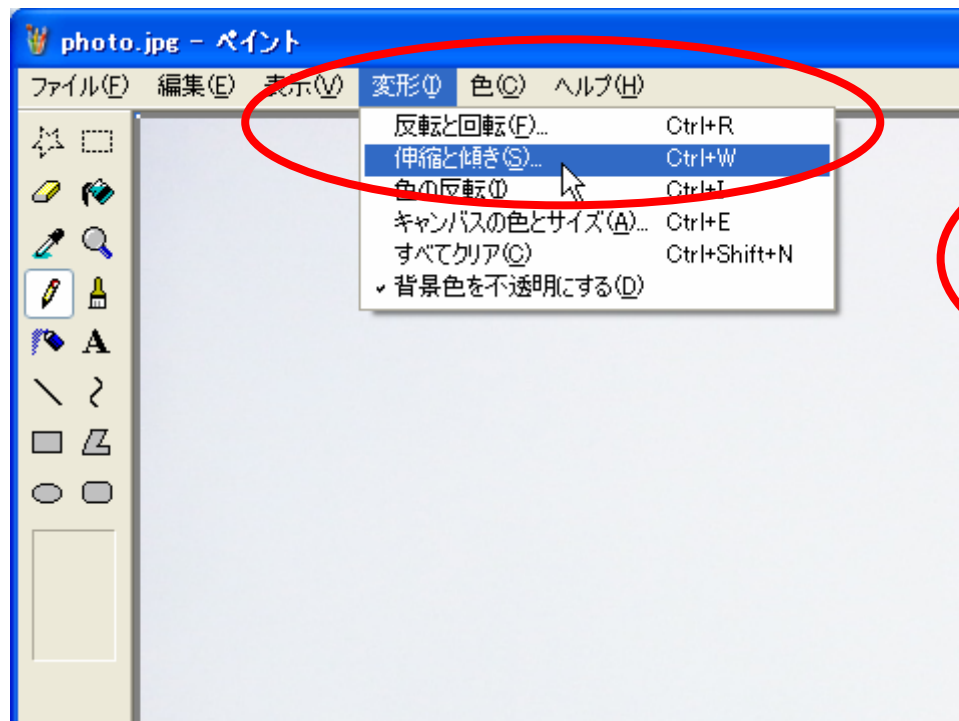 photo.jpg - ペイント
ファイル(F) 編集(E) 表示(V) 変形(I) 色(C) ヘルプ(H)
反転と回転(F)... Ctrl+R
伸縮と傾き(S)... Ctrl+W
色の反転(I) Ctrl+I
キャンバスの色とサイズ(A)... Ctrl+E
すべてクリア(C) Ctrl+Shift+N
背景色を不透明にする(D)
A